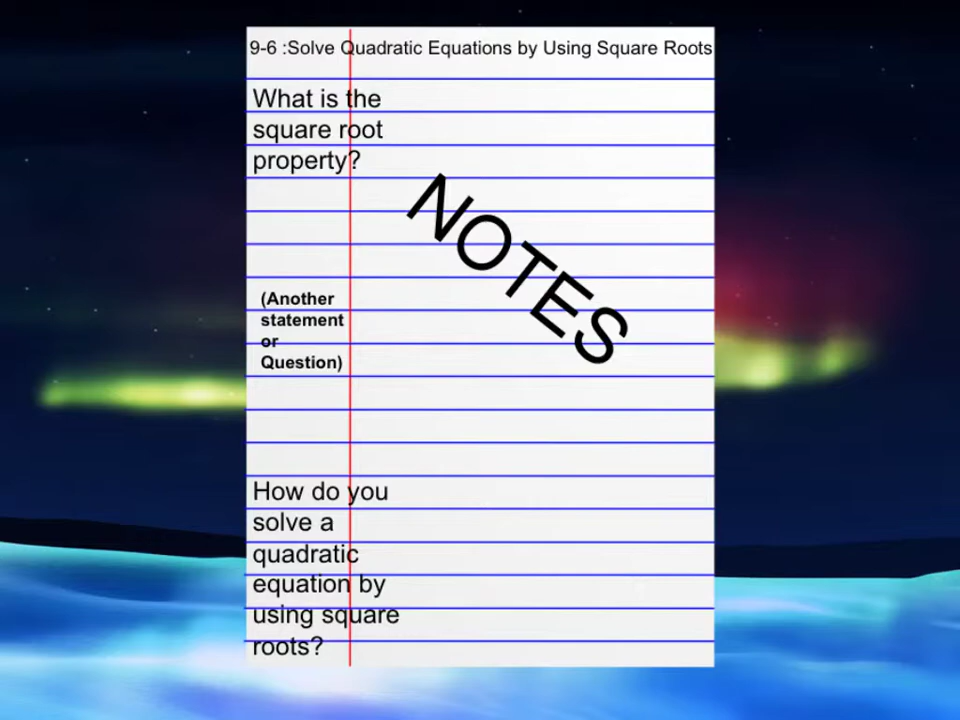 9-6 :Solve Quadratic Equations by Using Square Roots
What is the
square root
property?
NOTES
(Another
statement
or
Question)
How do you
solve a
quadratic
equation by
using square
roots?